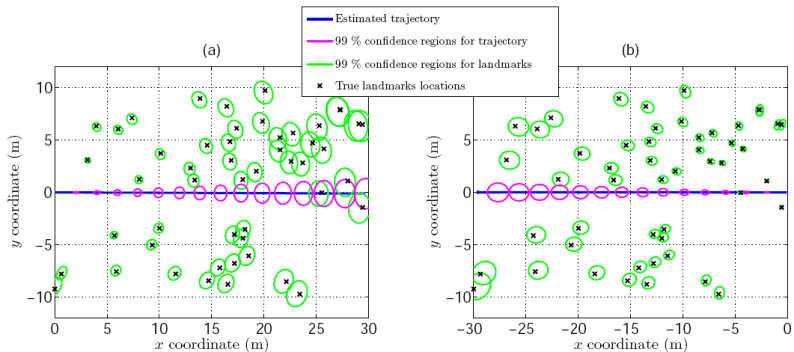 Estimated trajectory
99 % confidence regions for trajectory
99 % confidence regions for landmarks
True landmarks locations
(a)
10
5
0
−5
−10
y coordinate (m)
0 5 10 15 20 25 30
x coordinate (m)
(b)
10
5
0
−5
−10
y coordinate (m)
−30 −25 −20 −15 −10 −5 0
x coordinate (m)